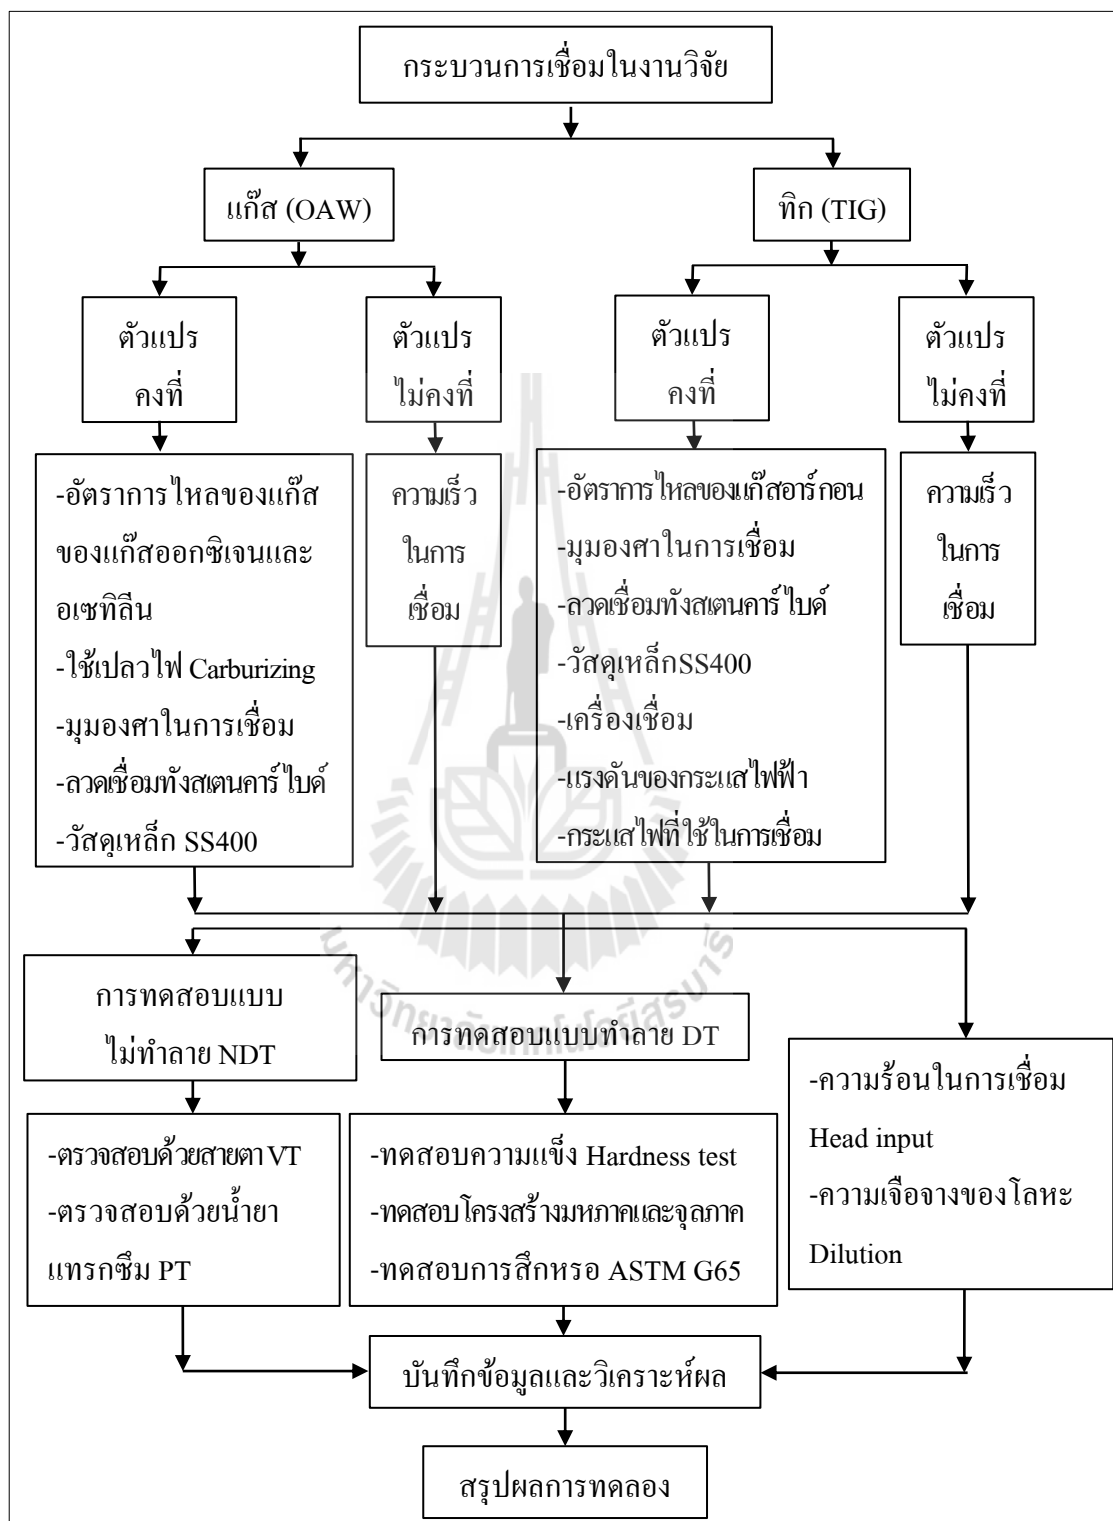 กระบวนการเชื่อมในงานวิจัย
แก๊ส (OAW)
ทิก (TIG)
ตัวแปร
คงที่
ตัวแปร
ไม่คงที่
ตัวแปร
คงที่
ตัวแปร
ไม่คงที่
-อัตราการไหลของแก๊ส
ของแก๊สออกซิเจนและ
อเซทิลีน
-ใช้เปลวไฟ Carburizing
-มุมองศาในการเชื่อม
-ลวดเชื่อมทังสเตนคาร์ไบด์
-วัสดุเหล็ก SS400
ความเร็ว
ในการ
เชื่อม
-อัตราการไหลของแก๊สอาร์กอน
-มุมองศาในการเชื่อม
-ลวดเชื่อมทังสเตนคาร์ไบด์
-วัสดุเหล็กSS400
-เครื่องเชื่อม
-แรงดันของกระแสไฟฟ้า
-กระแสไฟที่ใช้ในการเชื่อม
ความเร็ว
ในการ
เชื่อม
การทดสอบแบบ
ไม่ทำลาย NDT
การทดสอบแบบทำลาย DT
-ความร้อนในการเชื่อม
Head input
-ความเจือจางของโลหะ
Dilution
-ตรวจสอบด้วยสายตา VT
-ตรวจสอบด้วยน้ำยา
แทรกซึม PT
-ทดสอบความแข็ง Hardness test
-ทดสอบโครงสร้างมหภาคและจุลภาค
-ทดสอบการสึกหรอ ASTM G65
บันทึกข้อมูลและวิเคราะห์ผล
สรุปผลการทดลอง
มหาวิทยาลัยเทคโนโลยีสุรนารี